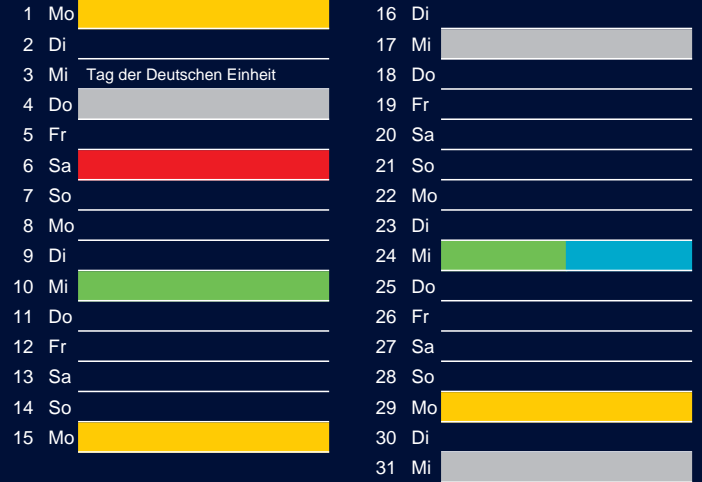 1 Mo
2 Di
3 Mi Tag der Deutschen Einheit
4 Do
5 Fr
6 Sa
7 So
8 Mo
9 Di
10 Mi
11 Do
12 Fr
13 Sa
14 So
15 Mo
16 Di
17 Mi
18 Do
19 Fr
20 Sa
21 So
22 Mo
23 Di
24 Mi
25 Do
26 Fr
27 Sa
28 So
29 Mo
30 Di
31 Mi